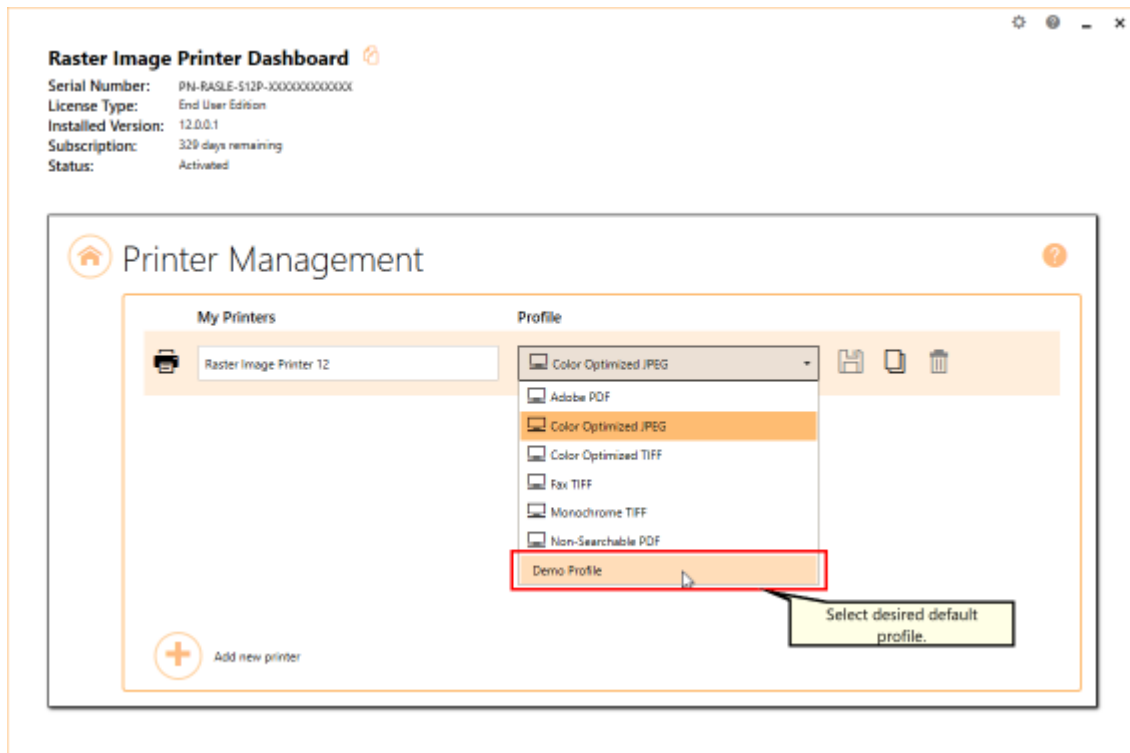 Raster Image Printer Dashboard
Serial Number: PN-RASLE-S12P-XXXXXXXXXXXX
License Type: End User Edition
Installed Version: 12.0.0.1
Subscription: 329 days remaining
Status: Activated
Printer Management
My Printers Profile
Raster Image Printer 12 Color Optimized JPEG
Adobe PDF
Color Optimized JPEG
Color Optimized TIFF
Fax TIFF
Monochrome TIFF
Non-Searchable PDF
Demo Profile
Select desired default
profile.
Add new printer